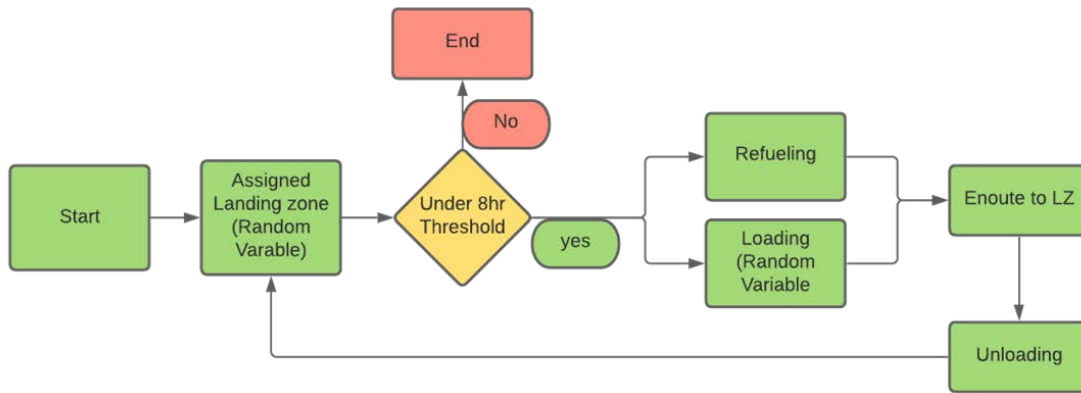 End
No
Start
Assigned
Landing zone
(Random
Varable)
Under 8hr
Threshold
yes
Refueling
Loading
(Random
Variable
Enoute to LZ
Unloading